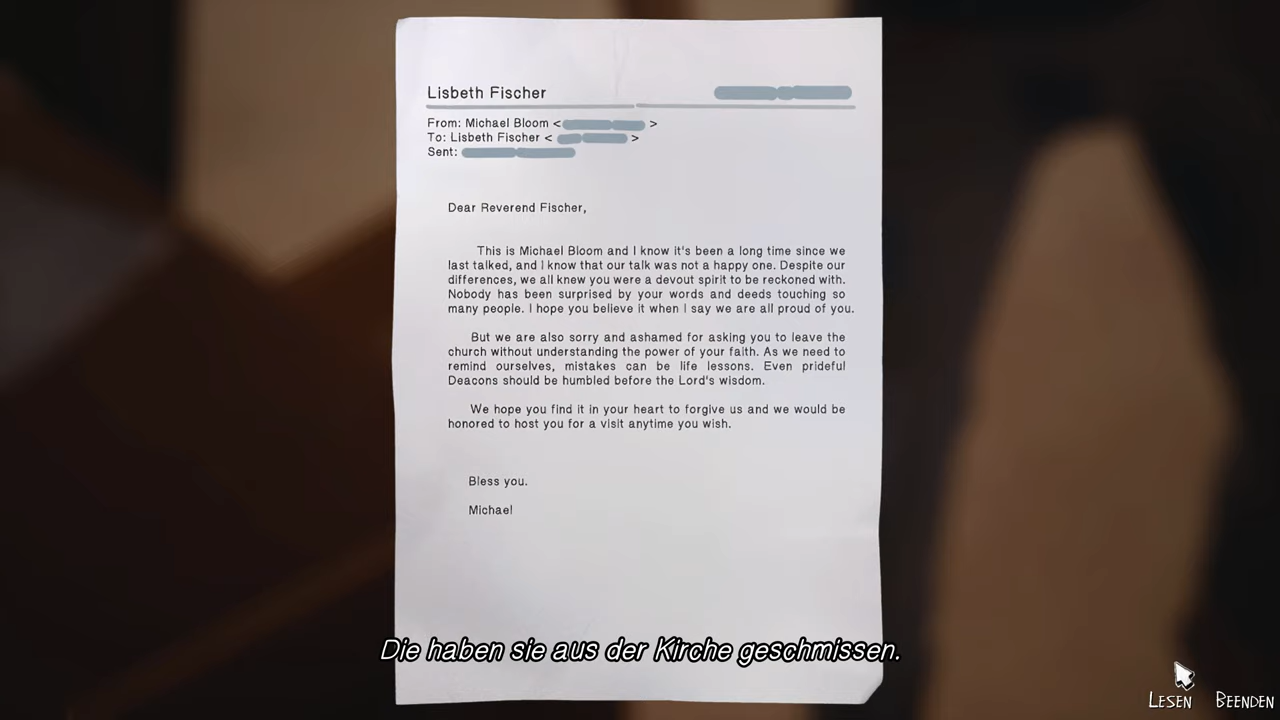 Lisbeth Fischer
From: Michael Bloom < >
To: Lisbeth Fischer < >
Sent:
Dear Reverend Fischer,
This is Michael Bloom and I know it's been a long time since we
last talked, and I know that our talk was not a happy one. Despite our
differences, we all knew you were a devout spirit to be reckoned with.
Nobody has been surprised by your words and deeds touching so
many people. I hope you believe it when I say we are all proud of you.
But we are also sorry and ashamed for asking you to leave the
church without understanding the power of your faith. As we need to
remind ourselves, mistakes can be life lessons. Even prideful
Deacons should be humbled before the Lord's wisdom.
We hope you find it in your heart to forgive us and we would be
honored to host you for a visit anytime you wish.
Bless you.
Michael
Die haben sie aus der Kirche geschmissen.
LESEN BEENDEN